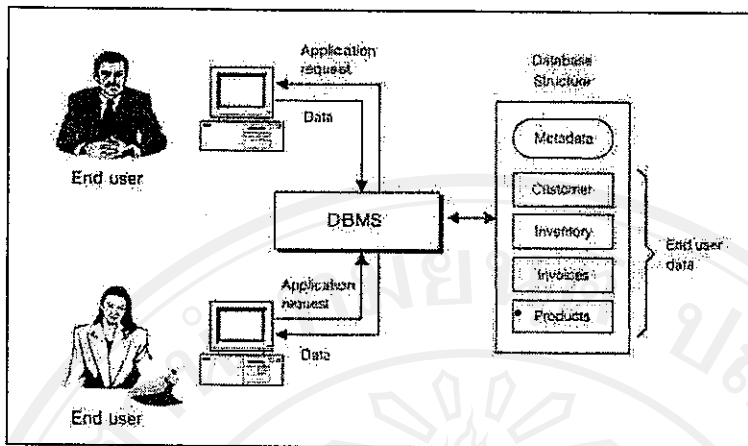 Application
request
Data
End user
Database
Structure
Metadata
Customer
DBMS
Inventory
End user
data
Invoices
Products
Application
request
Data
End user